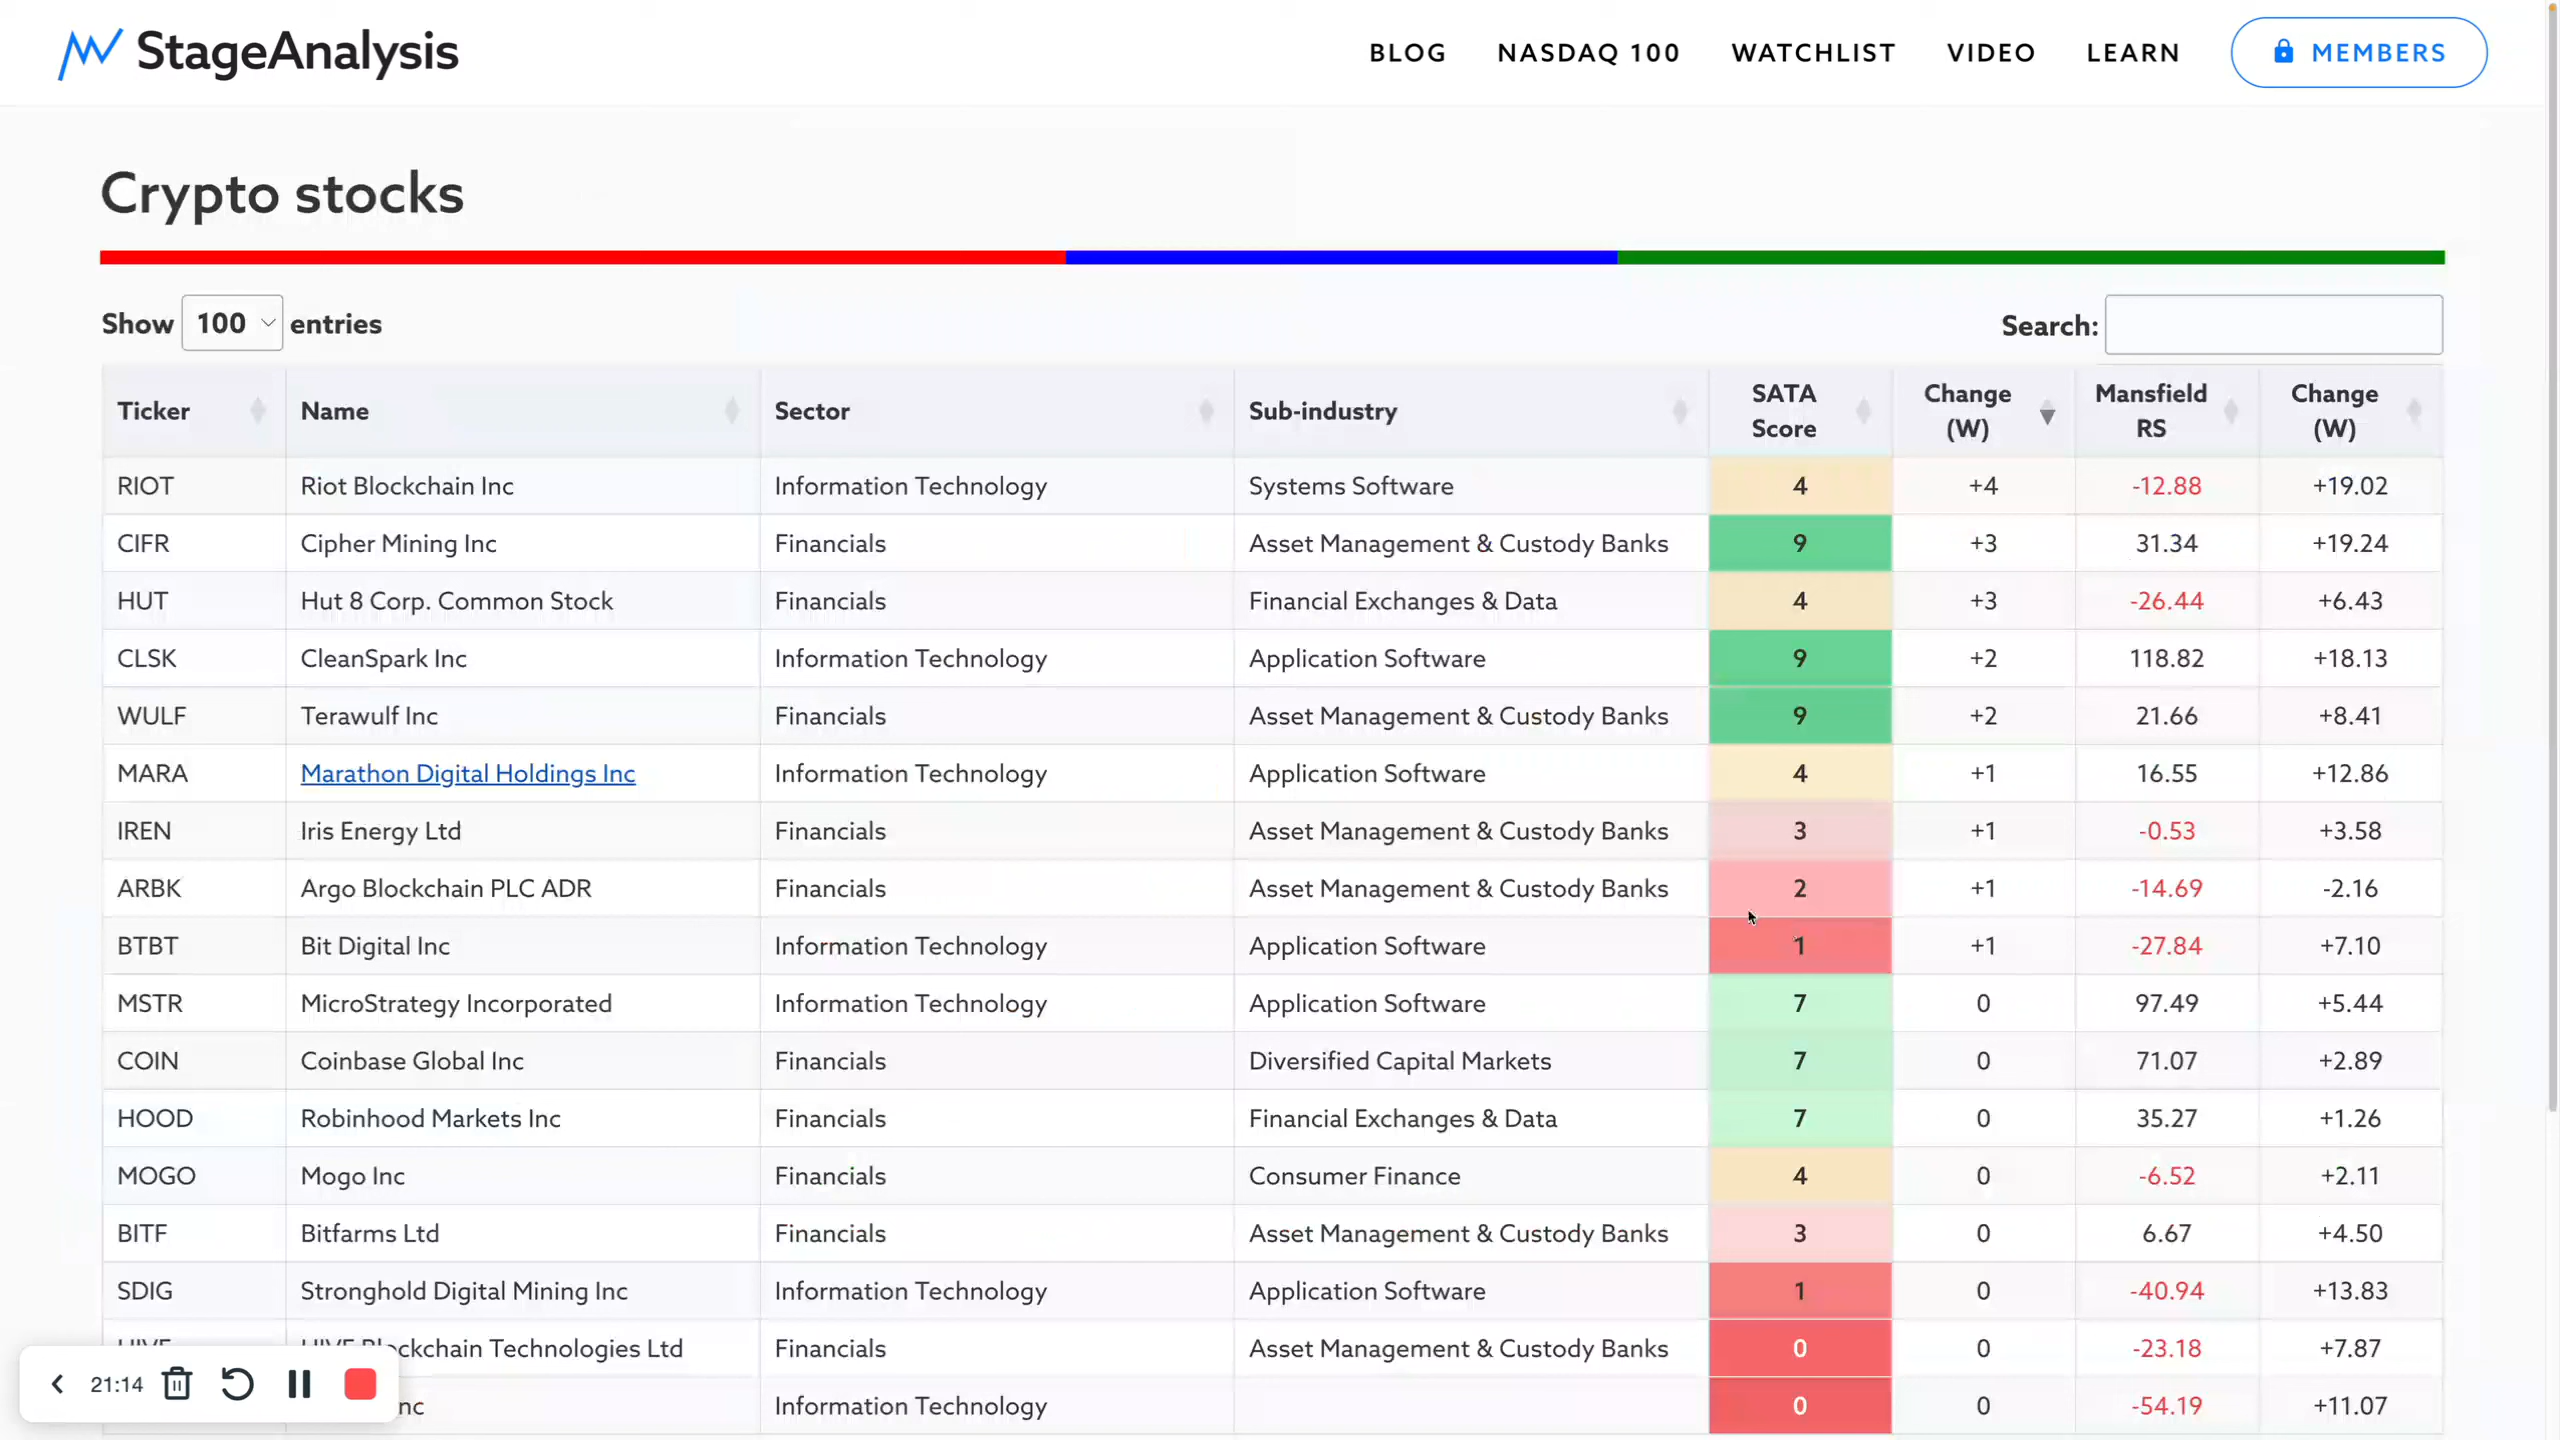 StageAnalysis
BLOG NASDAQ 100 WATCHLIST VIDEO LEARN MEMBERS
Crypto stocks
Show 100 entries Search:
Ticker Name Sector Sub-industry SATA Score Change (W) Mansfield RS Change (W)
RIOT Riot Blockchain Inc Information Technology Systems Software 4 +4 -12.88 +19.02
CIFR Cipher Mining Inc Financials Asset Management & Custody Banks 9 +3 31.34 +19.24
HUT Hut 8 Corp. Common Stock Financials Financial Exchanges & Data 4 +3 -26.44 +6.43
CLSK CleanSpark Inc Information Technology Application Software 9 +2 118.82 +18.13
WULF Terawulf Inc Financials Asset Management & Custody Banks 9 +2 21.66 +8.41
MARA Marathon Digital Holdings Inc Information Technology Application Software 4 +1 16.55 +12.86
IREN Iris Energy Ltd Financials Asset Management & Custody Banks 3 +1 -0.53 +3.58
ARBK Argo Blockchain PLC ADR Financials Asset Management & Custody Banks 2 +1 -14.69 -2.16
BTBT Bit Digital Inc Information Technology Application Software 1 +1 -27.84 +7.10
MSTR MicroStrategy Incorporated Information Technology Application Software 7 0 97.49 +5.44
COIN Coinbase Global Inc Financials Diversified Capital Markets 7 0 71.07 +2.89
HOOD Robinhood Markets Inc Financials Financial Exchanges & Data 7 0 35.27 +1.26
MOGO Mogo Inc Financials Consumer Finance 4 0 -6.52 +2.11
BITF Bitfarms Ltd Financials Asset Management & Custody Banks 3 0 6.67 +4.50
SDIG Stronghold Digital Mining Inc Information Technology Application Software 1 0 -40.94 +13.83
HIVE HIVE Blockchain Technologies Ltd Financials Asset Management & Custody Banks 0 0 -23.18 +7.87
21:14
nc Information Technology 0 0 -54.19 +11.07